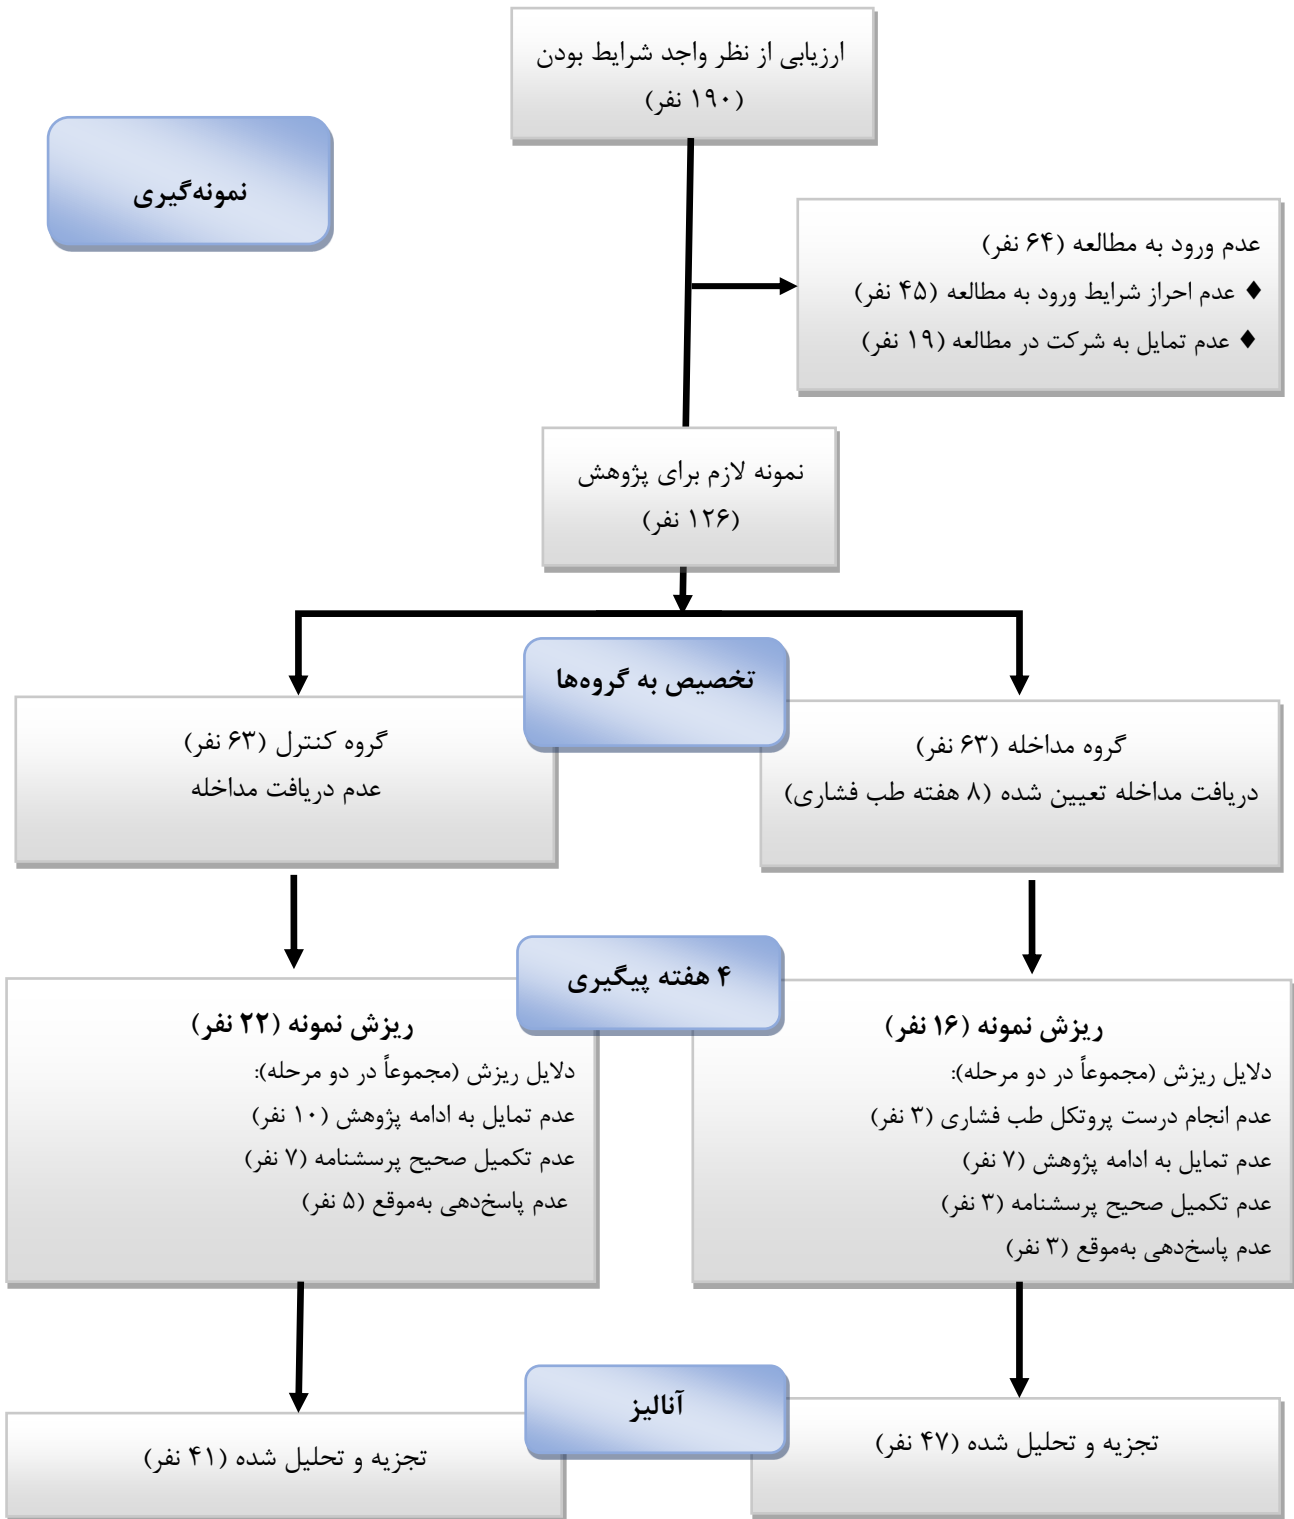 ارزیابی از نظر واجد شرایط بودن
(۱۹۰ نفر)
نمونه‌گیری
عدم ورود به مطالعه (۶۴ نفر)
♦ عدم احراز شرایط ورود به مطالعه (۴۵ نفر)
♦ عدم تمایل به شرکت در مطالعه (۱۹ نفر)
نمونه لازم برای پژوهش
(۱۲۶ نفر)
تخصیص به گروه‌ها
گروه مداخله (۶۳ نفر)
دریافت مداخله تعیین شده (۸ هفته طب فشاری)
گروه کنترل (۶۳ نفر)
عدم دریافت مداخله
۴ هفته پیگیری
ریزش نمونه (۱۶ نفر)
دلایل ریزش (مجموعاً در دو مرحله):
عدم انجام درست پروتکل طب فشاری (۳ نفر)
عدم تمایل به ادامه پژوهش (۷ نفر)
عدم تکمیل صحیح پرسشنامه (۳ نفر)
عدم پاسخ‌دهی به‌موقع (۳ نفر)
ریزش نمونه (۲۲ نفر)
دلایل ریزش (مجموعاً در دو مرحله):
عدم تمایل به ادامه پژوهش (۱۰ نفر)
عدم تکمیل صحیح پرسشنامه (۷ نفر)
عدم پاسخ‌دهی به‌موقع (۵ نفر)
آنالیز
تجزیه و تحلیل شده (۴۷ نفر)
تجزیه و تحلیل شده (۴۱ نفر)